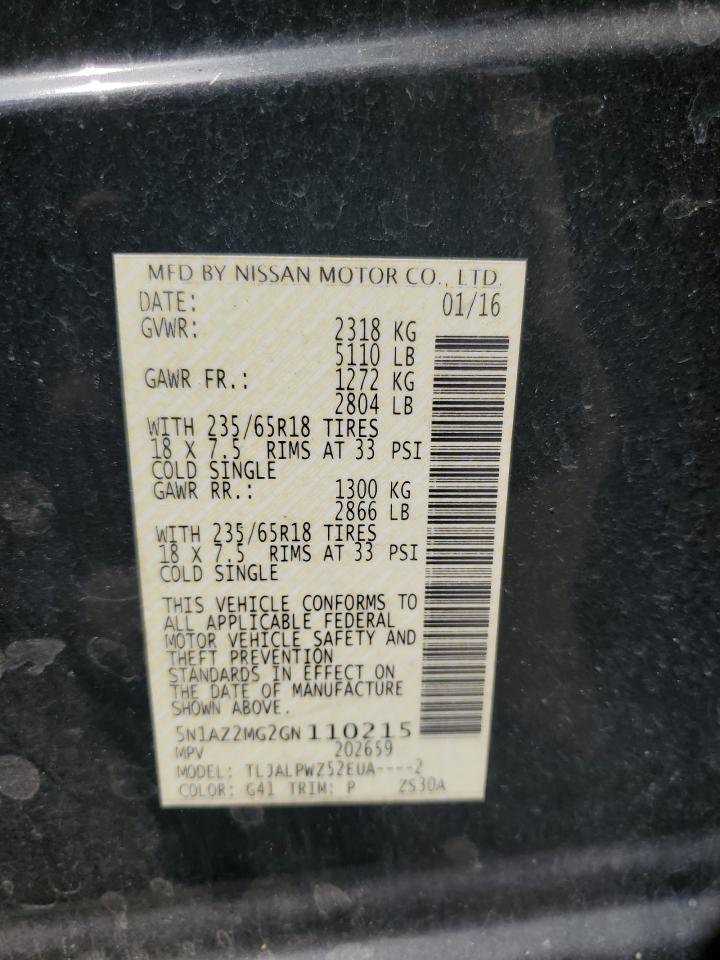 MFD BY NISSAN MOTOR CO., LTD.
DATE: 01/16
GVWR: 2318 KG
5110 LB
GAWR FR.: 1272 KG
2804 LB
WITH 235/65R18 TIRES
18 X 7.5 RIMS AT 33 PSI
COLD SINGLE
GAWR RR.: 1300 KG
2866 LB
WITH 235/65R18 TIRES
18 X 7.5 RIMS AT 33 PSI
COLD SINGLE
THIS VEHICLE CONFORMS TO
ALL APPLICABLE FEDERAL
MOTOR VEHICLE SAFETY AND
THEFT PREVENTION
STANDARDS IN EFFECT ON
THE DATE OF MANUFACTURE
SHOWN ABOVE.
5N1AZ2MG2GN110215
MPV 202659
MODEL: TLJALPWZ52EUA----2
COLOR: G41 TRIM: P ZS30A